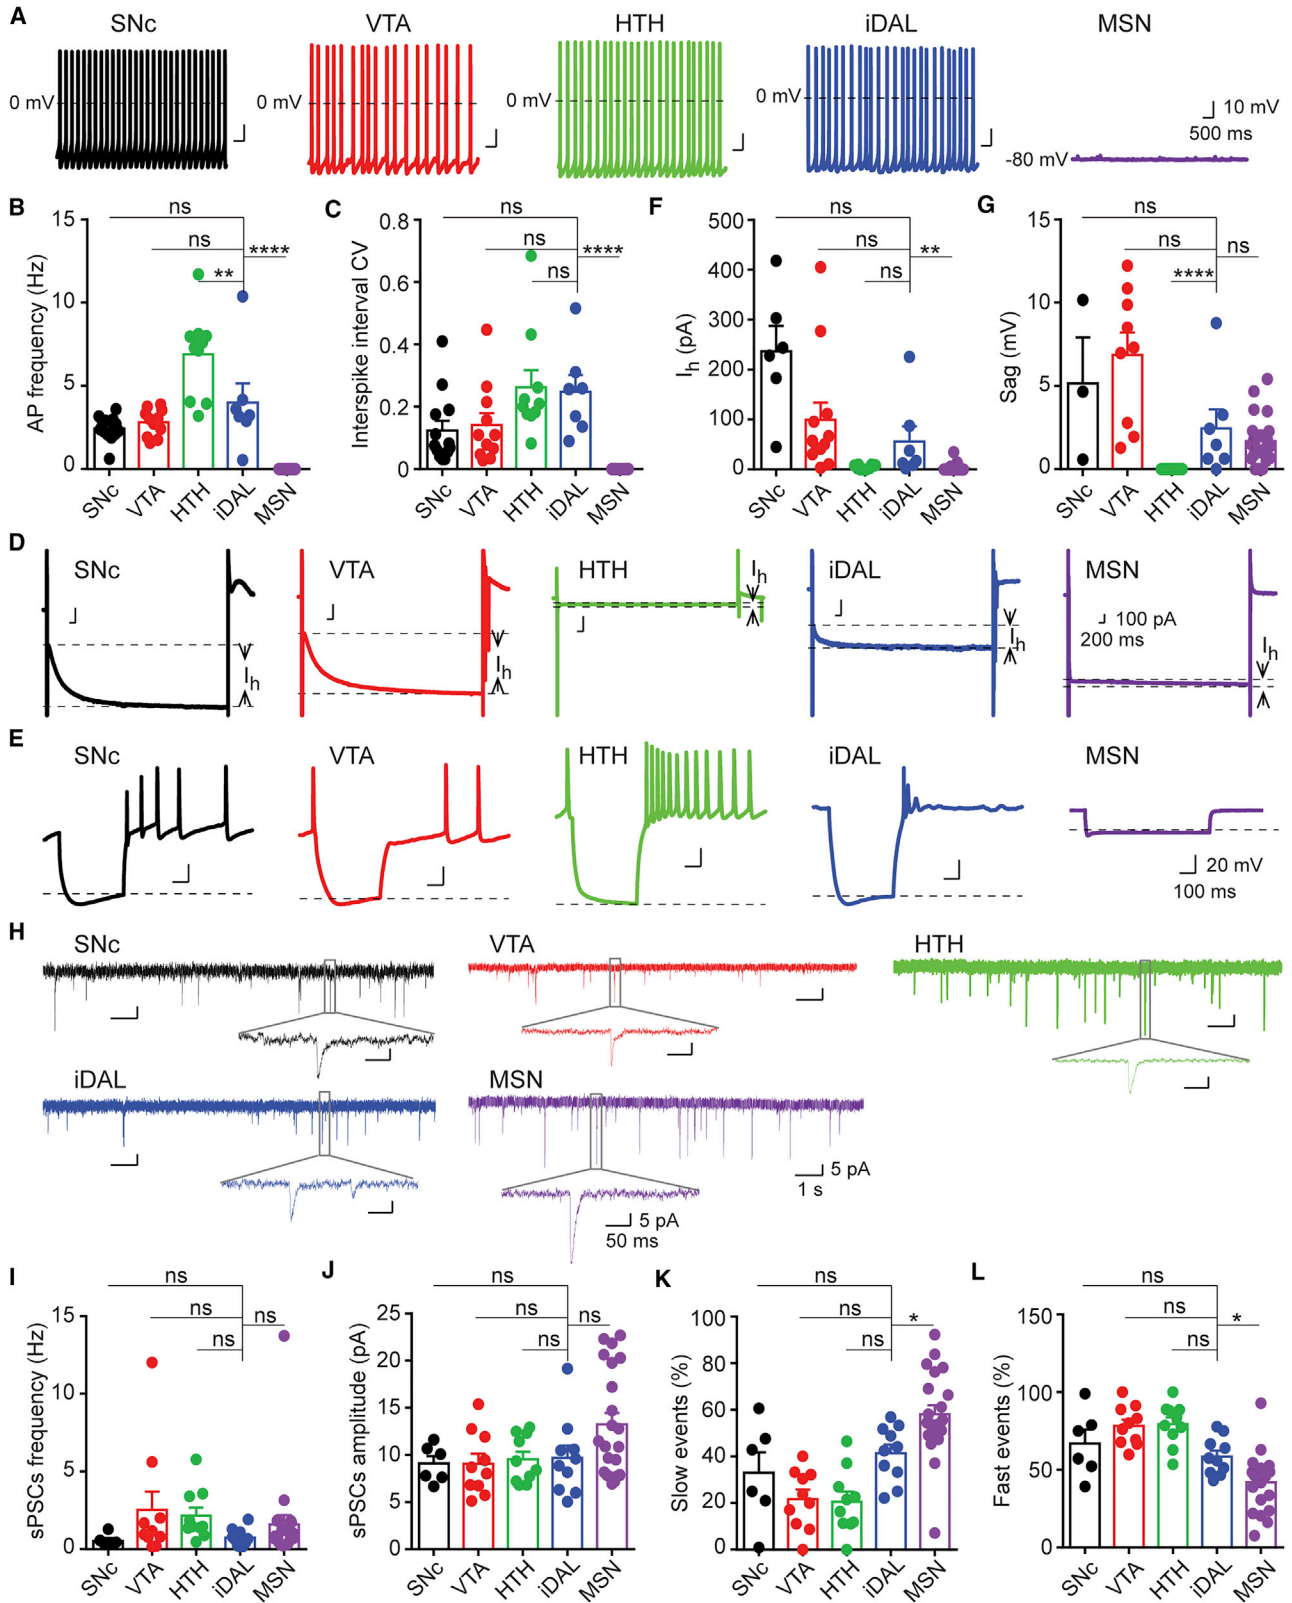 A
SNc
VTA
HTH
iDAL
MSN
0 mV
0 mV
0 mV
0 mV
-80 mV
10 mV
500 ms
B
AP frequency (Hz)
15
10
5
0
ns
ns
****
**
SNc
VTA
HTH
iDAL
MSN
C
Interspike interval CV
0.8
0.6
0.4
0.2
0
ns
ns
****
ns
SNc
VTA
HTH
iDAL
MSN
F
Ih (pA)
500
400
300
200
100
0
ns
ns
**
ns
SNc
VTA
HTH
iDAL
MSN
G
Sag (mV)
15
10
5
0
ns
ns
ns
****
SNc
VTA
HTH
iDAL
MSN
D
SNc
Ih
VTA
Ih
HTH
Ih
iDAL
Ih
MSN
100 pA
200 ms
Ih
E
SNc
VTA
HTH
iDAL
MSN
20 mV
100 ms
H
SNc
VTA
HTH
iDAL
MSN
5 pA
1 s
5 pA
50 ms
I
sPSCs frequency (Hz)
15
10
5
0
ns
ns
ns
ns
SNc
VTA
HTH
iDAL
MSN
J
sPSCs amplitude (pA)
25
20
15
10
5
0
ns
ns
ns
ns
SNc
VTA
HTH
iDAL
MSN
K
Slow events (%)
100
80
60
40
20
0
ns
ns
*
ns
SNc
VTA
HTH
iDAL
MSN
L
Fast events (%)
150
100
50
0
ns
ns
*
ns
SNc
VTA
HTH
iDAL
MSN